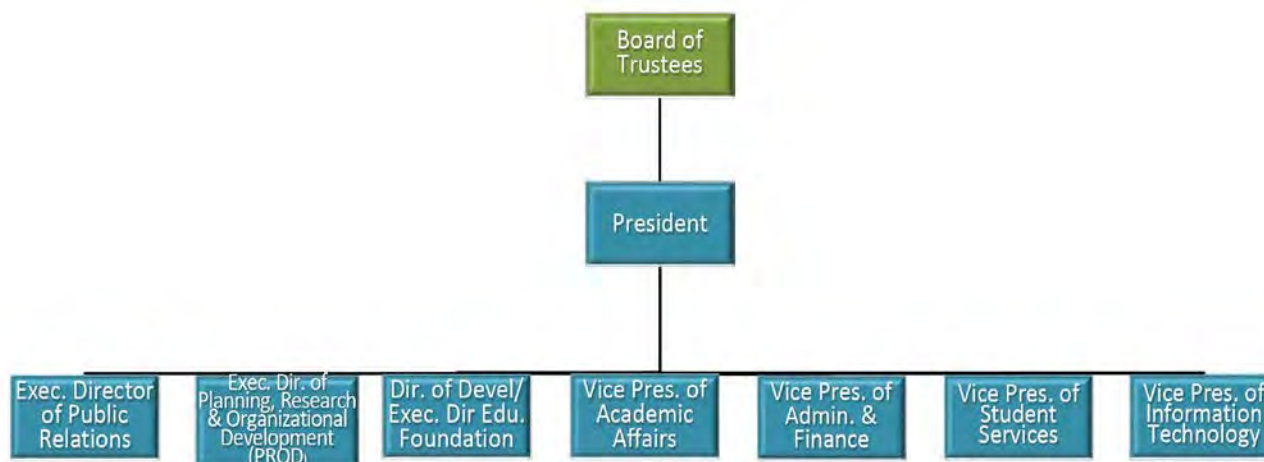 Board of
Trustees
President
Exec. Director
of Public
Relations
Exec. Dir. of
Planning, Research
& Organizational
Development
(PROD)
Dir. of Devel/
Exec. Dir Edu.
Foundation
Vice Pres. of
Academic
Affairs
Vice Pres. of
Admin. &
Finance
Vice Pres. of
Student
Services
Vice Pres. of
Information
Technology